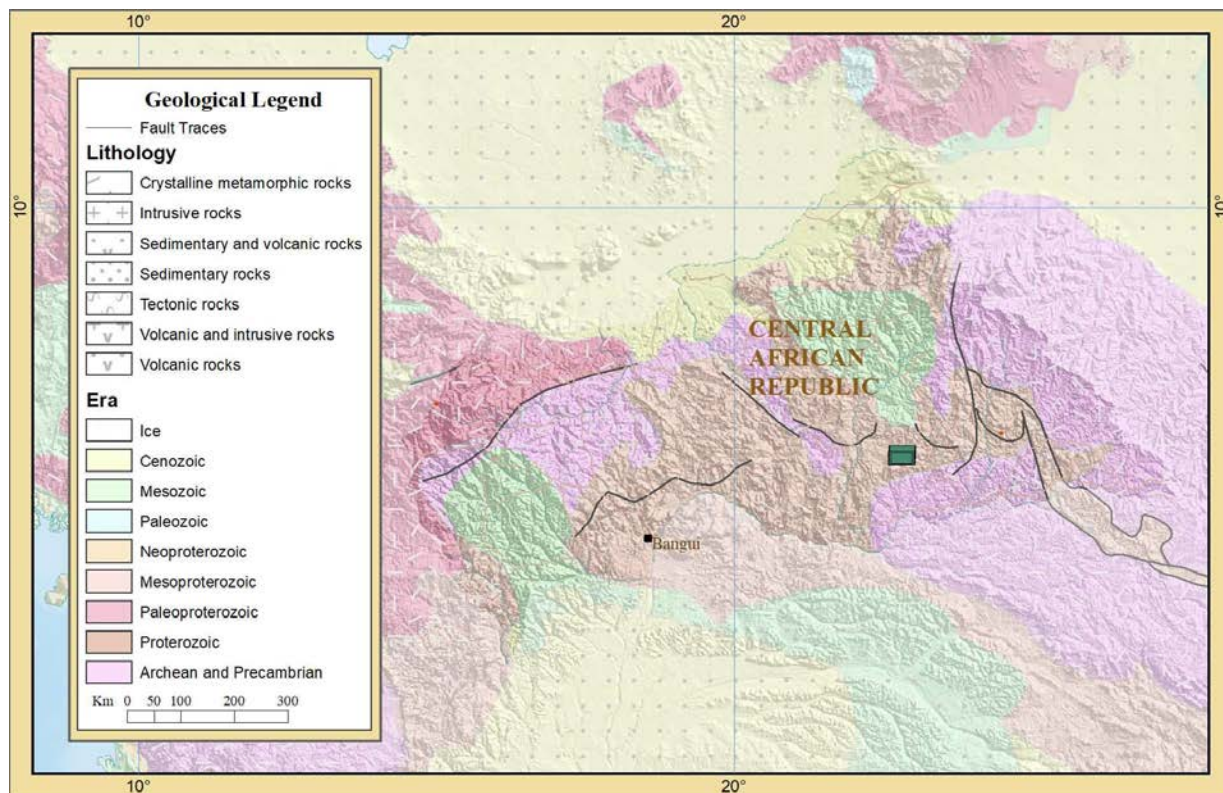 10°
20°
10°
10°
Geological Legend
Fault Traces
Lithology
Crystalline metamorphic rocks
Intrusive rocks
Sedimentary and volcanic rocks
Sedimentary rocks
Tectonic rocks
Volcanic and intrusive rocks
Volcanic rocks
Era
Ice
Cenozoic
Mesozoic
Paleozoic
Neoproterozoic
Mesoproterozoic
Paleoproterozoic
Proterozoic
Archean and Precambrian
Km 0 50 100 200 300
CENTRAL
AFRICAN
REPUBLIC
Bangui
10°
20°